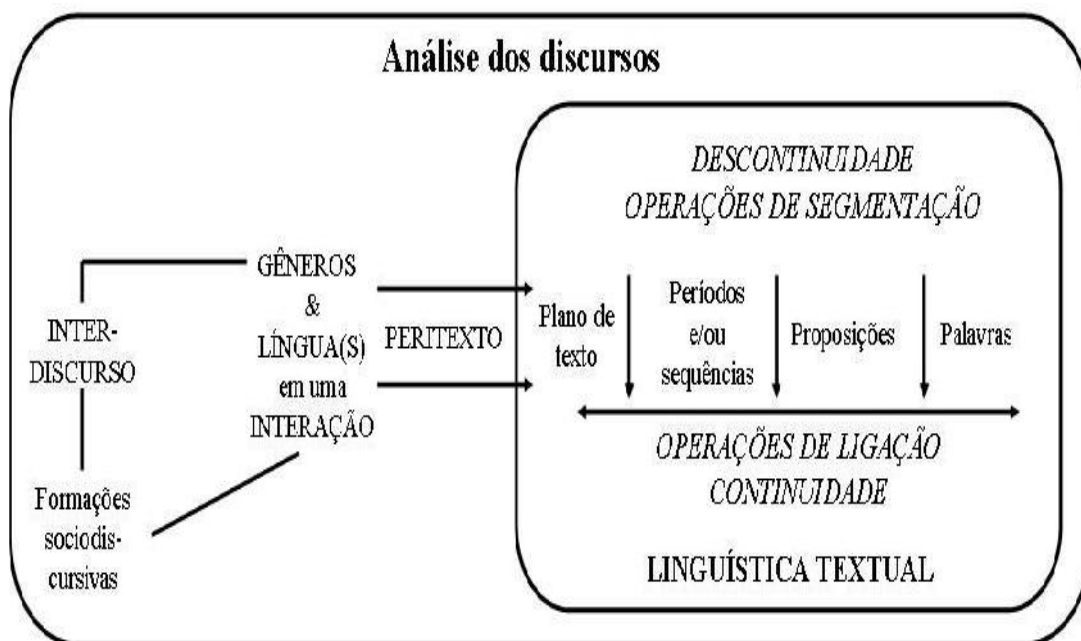 Análise dos discursos
INTER-
DISCURSO
Formações
sociodis-
cursivas
GÊNEROS
&
LÍNGUA(S)
em uma
INTERAÇÃO
PERITEXTO
DESCONTINUIDADE
OPERAÇÕES DE SEGMENTAÇÃO
Plano de
texto
Períodos
e/ou
sequências
Proposições
Palavras
OPERAÇÕES DE LIGAÇÃO
CONTINUIDADE
LINGUÍSTICA TEXTUAL